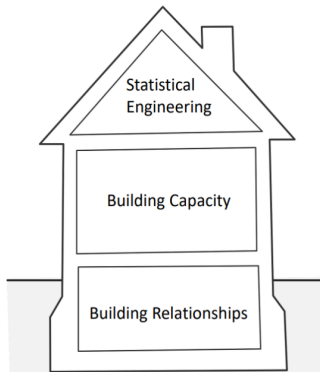 Statistical
Engineering
Building Capacity
Building Relationships